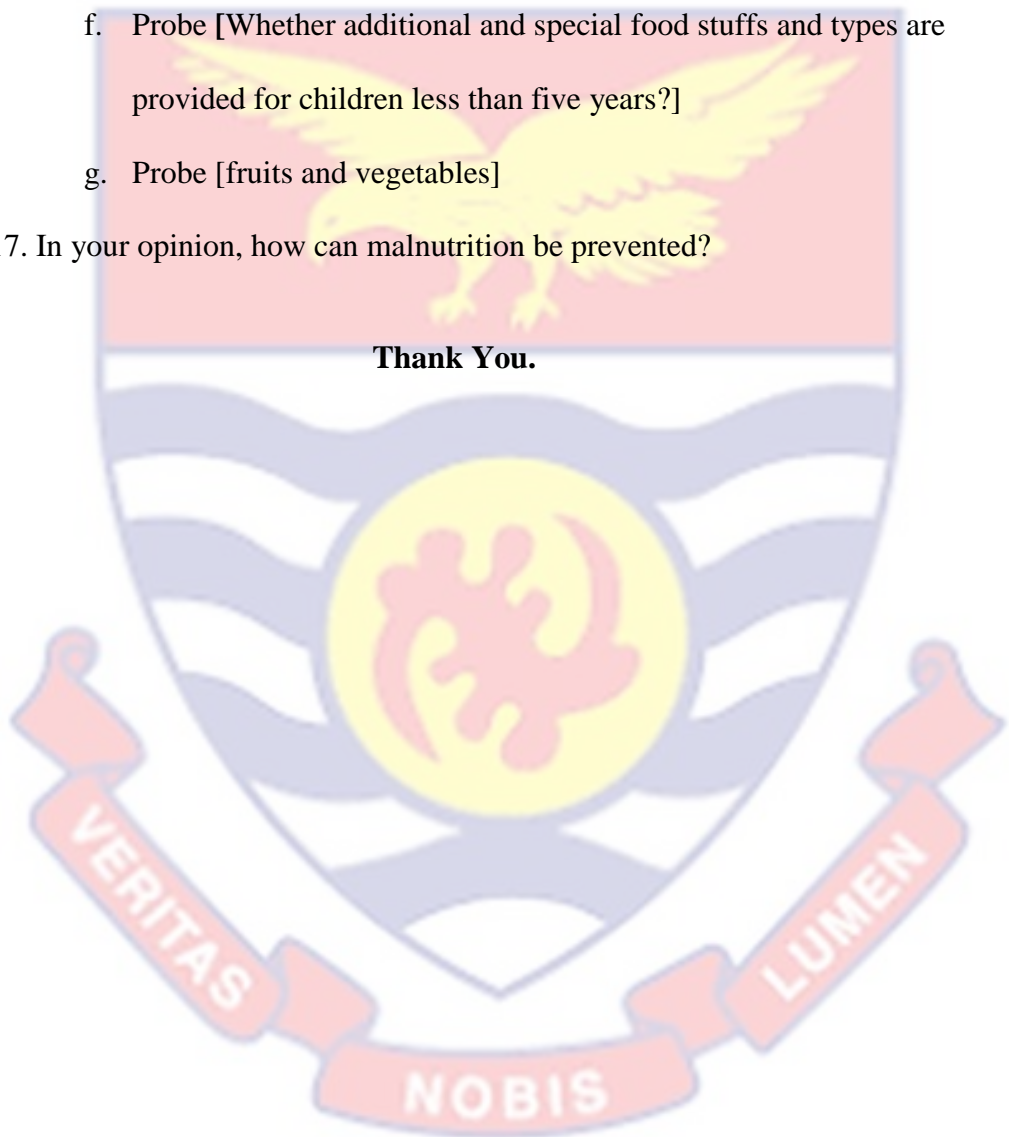 f. Probe [Whether additional and special food stuffs and types are
provided for children less than five years?]
g. Probe [fruits and vegetables]
7. In your opinion, how can malnutrition be prevented?
Thank You.
VERITAS
NOBIS
LUMEN